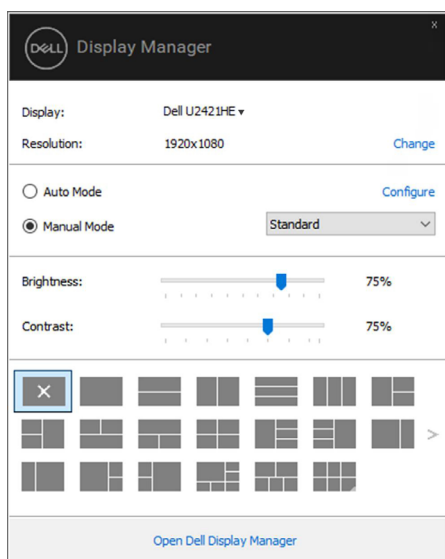 x
DELL Display Manager
Display: Dell U2421HE
Resolution: 1920x1080 Change
Auto Mode Configure
Manual Mode Standard
Brightness: 75%
Contrast: 75%
Open Dell Display Manager